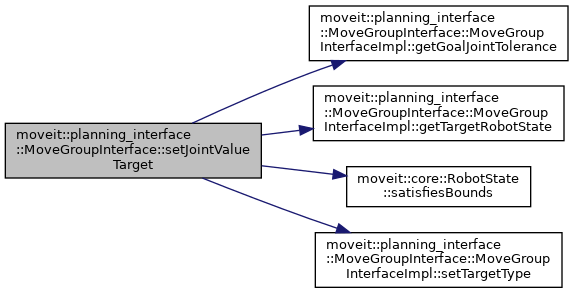 moveit::planning_interface
::MoveGroupInterface::setJointValue
Target
moveit::planning_interface
::MoveGroupInterface::MoveGroup
InterfaceImpl::getGoalJointTolerance
moveit::planning_interface
::MoveGroupInterface::MoveGroup
InterfaceImpl::getTargetRobotState
moveit::core::RobotState
::satisfiesBounds
moveit::planning_interface
::MoveGroupInterface::MoveGroup
InterfaceImpl::setTargetType